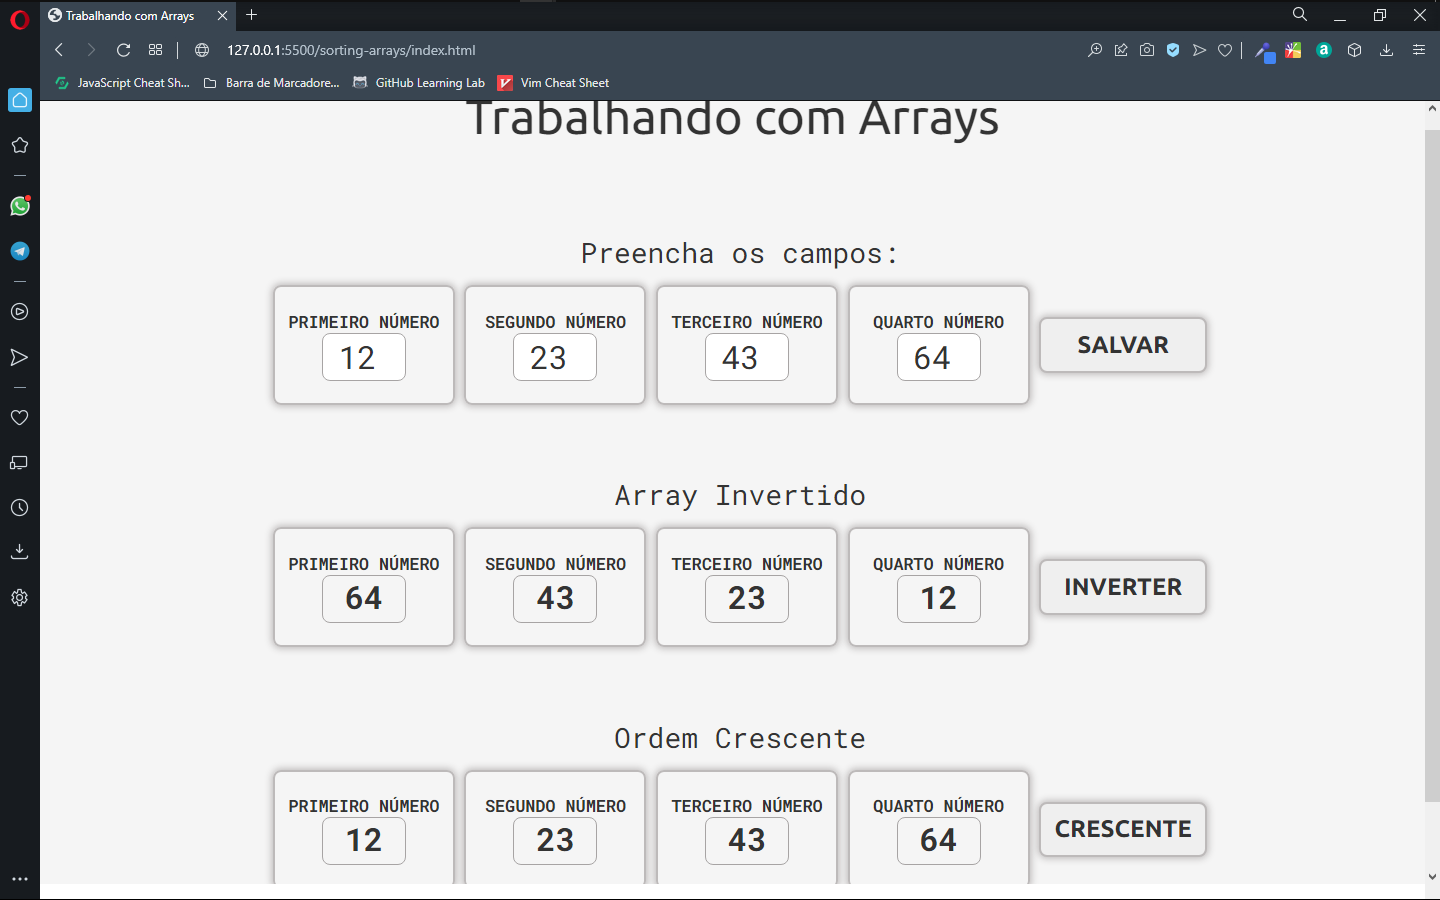 Trabalhando com Arrays
127.0.0.1:5500/sorting-arrays/index.html
JavaScript Cheat Sh... Barra de Marcadore... GitHub Learning Lab Vim Cheat Sheet
Trabalhando com Arrays
Preencha os campos:
PRIMEIRO NÚMERO SEGUNDO NÚMERO TERCEIRO NÚMERO QUARTO NÚMERO
12 23 43 64
SALVAR
Array Invertido
PRIMEIRO NÚMERO SEGUNDO NÚMERO TERCEIRO NÚMERO QUARTO NÚMERO
64 43 23 12
INVERTER
Ordem Crescente
PRIMEIRO NÚMERO SEGUNDO NÚMERO TERCEIRO NÚMERO QUARTO NÚMERO
12 23 43 64
CRESCENTE